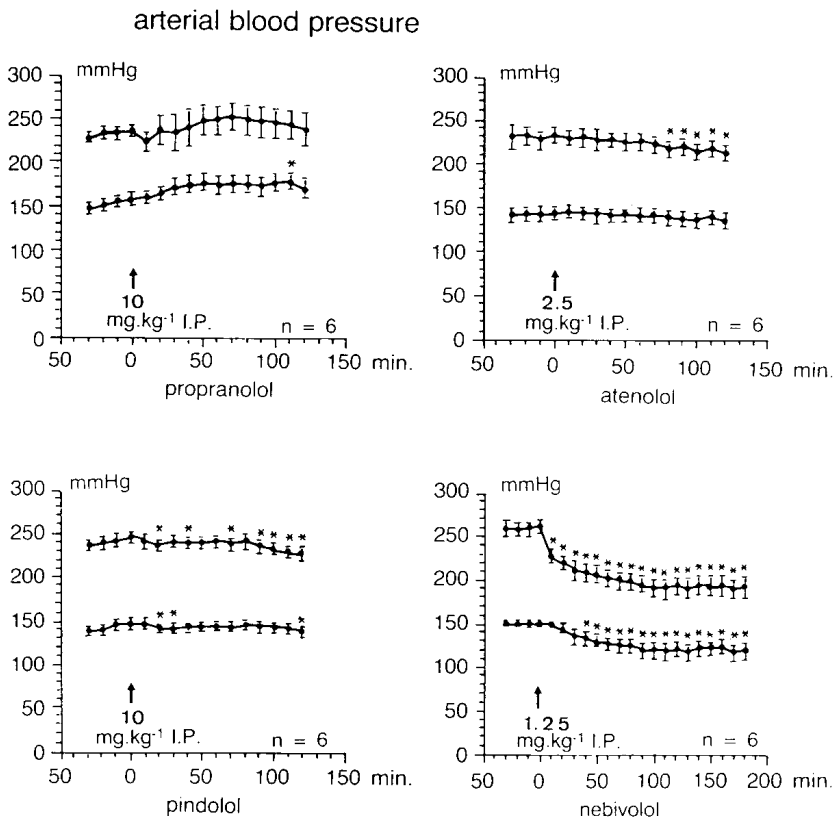 arterial blood pressure
mmHg
300
250
200
150
100
50
0
*
10
mg.kg⁻¹ I.P.
n = 6
50 0 50 100 150 min.
propranolol
mmHg
300
250
200
150
100
50
0
* * * * *
2.5
mg.kg⁻¹ I.P.
n = 6
50 0 50 100 150 min.
atenolol
mmHg
300
250
200
150
100
50
0
* * * * * * *
* * *
10
mg.kg⁻¹ I.P.
n = 6
50 0 50 100 150 min.
pindolol
mmHg
300
250
200
150
100
50
0
* * * * * * * * * * * * * * * * * *
* * * * * * * * * * * * * * *
1.25
mg.kg⁻¹ I.P.
n = 6
50 0 50 100 150 200 min.
nebivolol